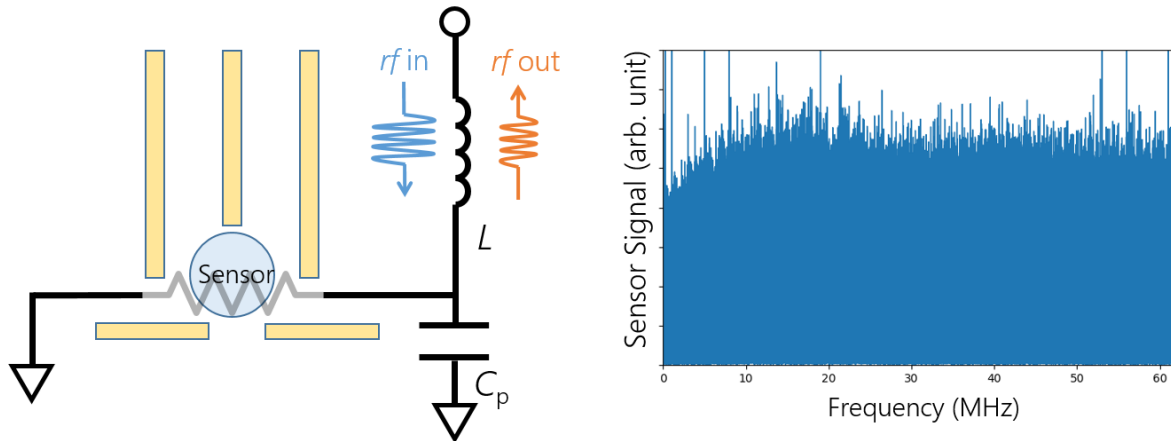 rf in
rf out
Sensor
L
Cp
Sensor Signal (arb. unit)
0 10 20 30 40 50 60
Frequency (MHz)